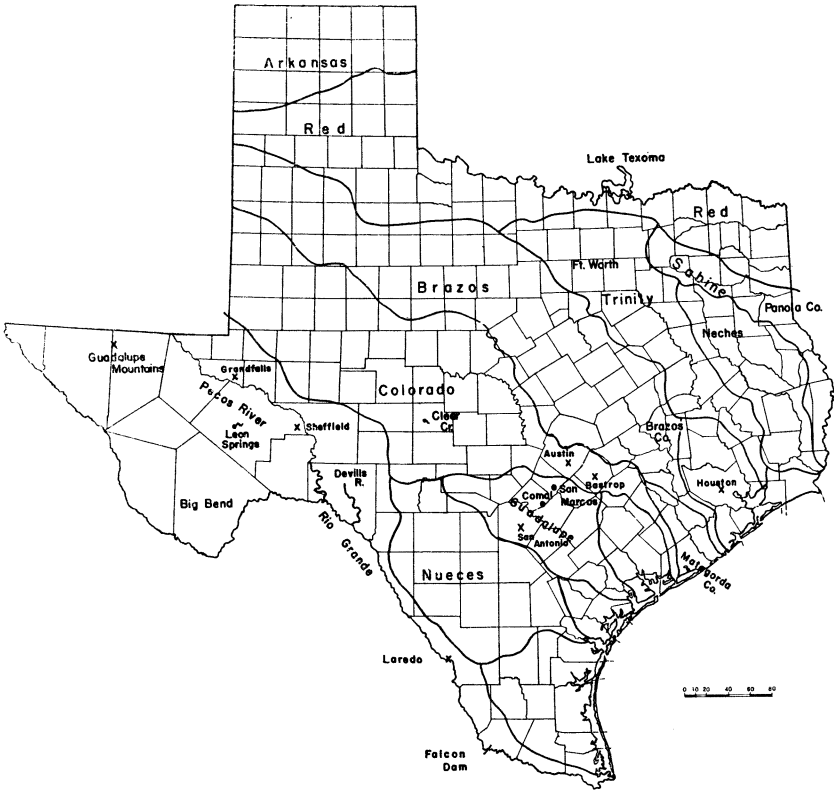 Arkansas
Red
Lake Texoma
Red
Ft. Worth
Sabine
Brazos
Trinity
Panola Co.
Neches
Guadalupe
Mountains
Grandfalls
Pecos River
Colorado
Clear
Cr.
Sheffield
Leon
Springs
Brazos
Co.
Austin
Devils
R.
Bastrop
Houston
Comal
San
Marcos
Big Bend
Guadalupe
San
Antonio
Rio Grande
Nueces
Matagorda
Co.
Laredo
0 10 20 40 60 80
Falcon
Dam